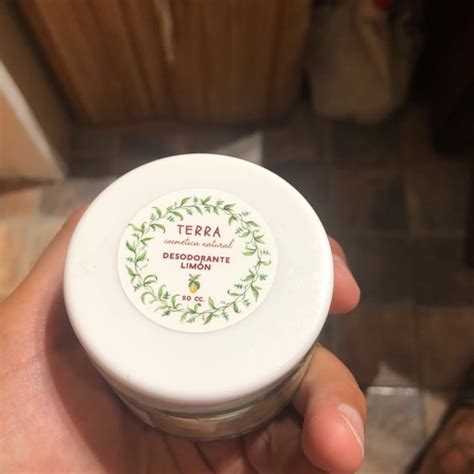 TERRA
cosmética natural
DESODORANTE
LIMÓN
50 CC.